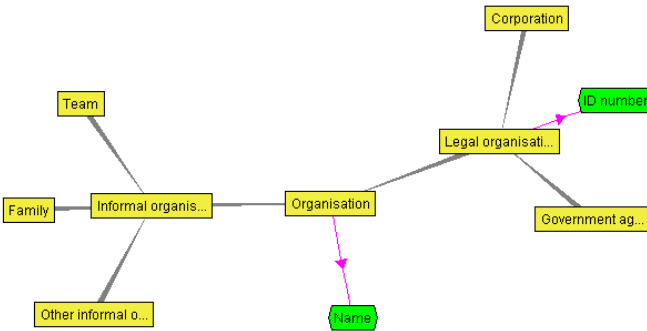 Corporation
Team
ID number
Legal organisati...
Family
Informal organis...
Organisation
Government ag...
Other informal o...
Name